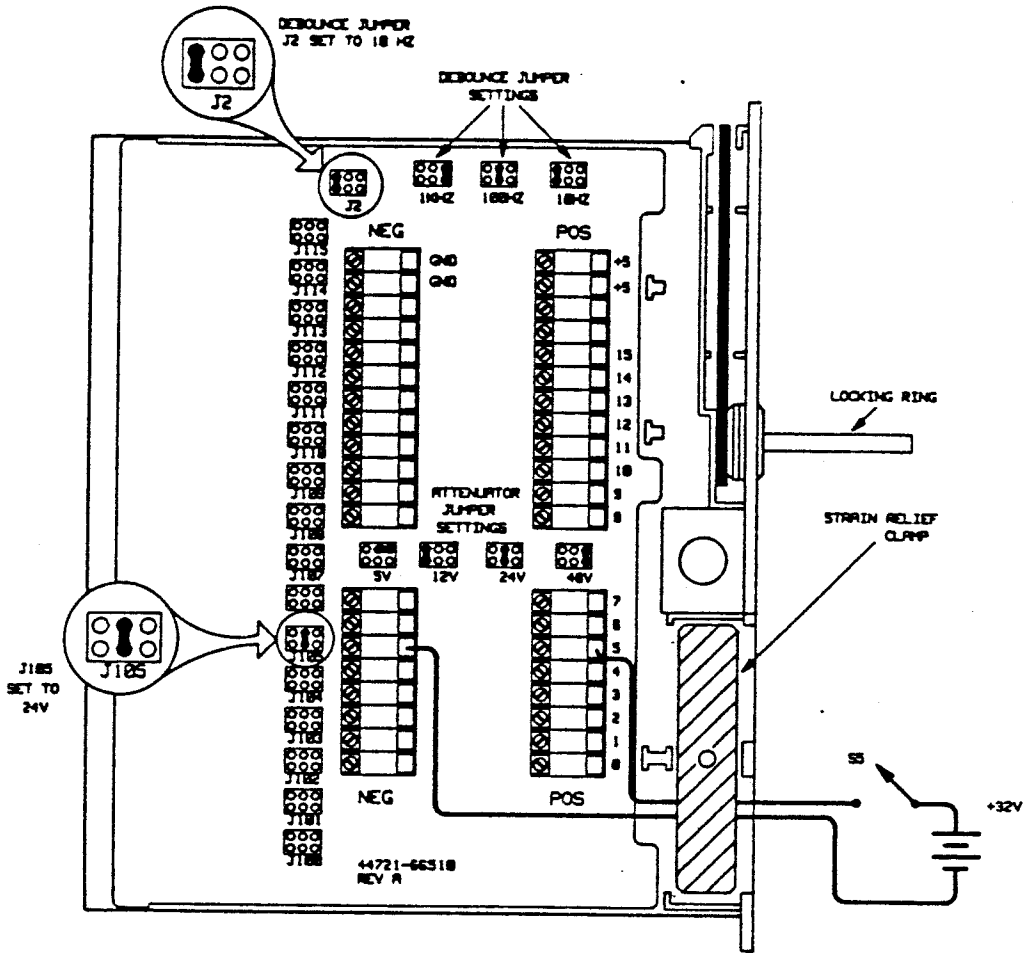 DEBOUNCE JUMPER
J2 SET TO 10 HZ
J2
DEBOUNCE JUMPER
SETTINGS
J2
1KHZ
100HZ
10HZ
NEG
POS
J115
J114
J113
J112
J111
J110
J109
J108
J107
J105
J104
J103
J102
J101
J100
GND
GND
+5
+5
15
14
13
12
11
10
9
8
LOCKING RING
ATTENUATOR
JUMPER
SETTINGS
5V
12V
24V
48V
STRAIN RELIEF
CLAMP
7
6
5
4
3
2
1
0
J105
J105
SET TO
24V
NEG
POS
S5
+32V
44721-66510
REV A